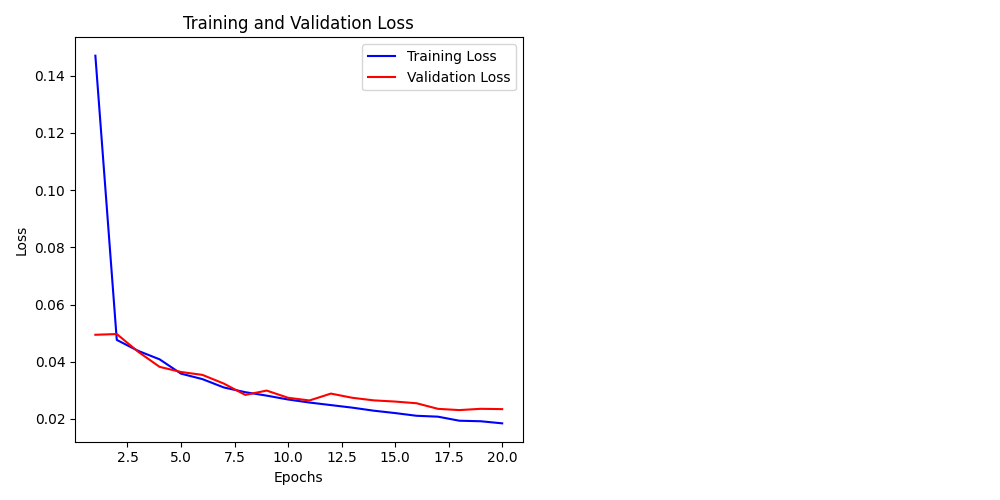 Training and Validation Loss
Training Loss
Validation Loss
0.14
0.12
0.10
0.08
0.06
0.04
0.02
Loss
2.5 5.0 7.5 10.0 12.5 15.0 17.5 20.0
Epochs